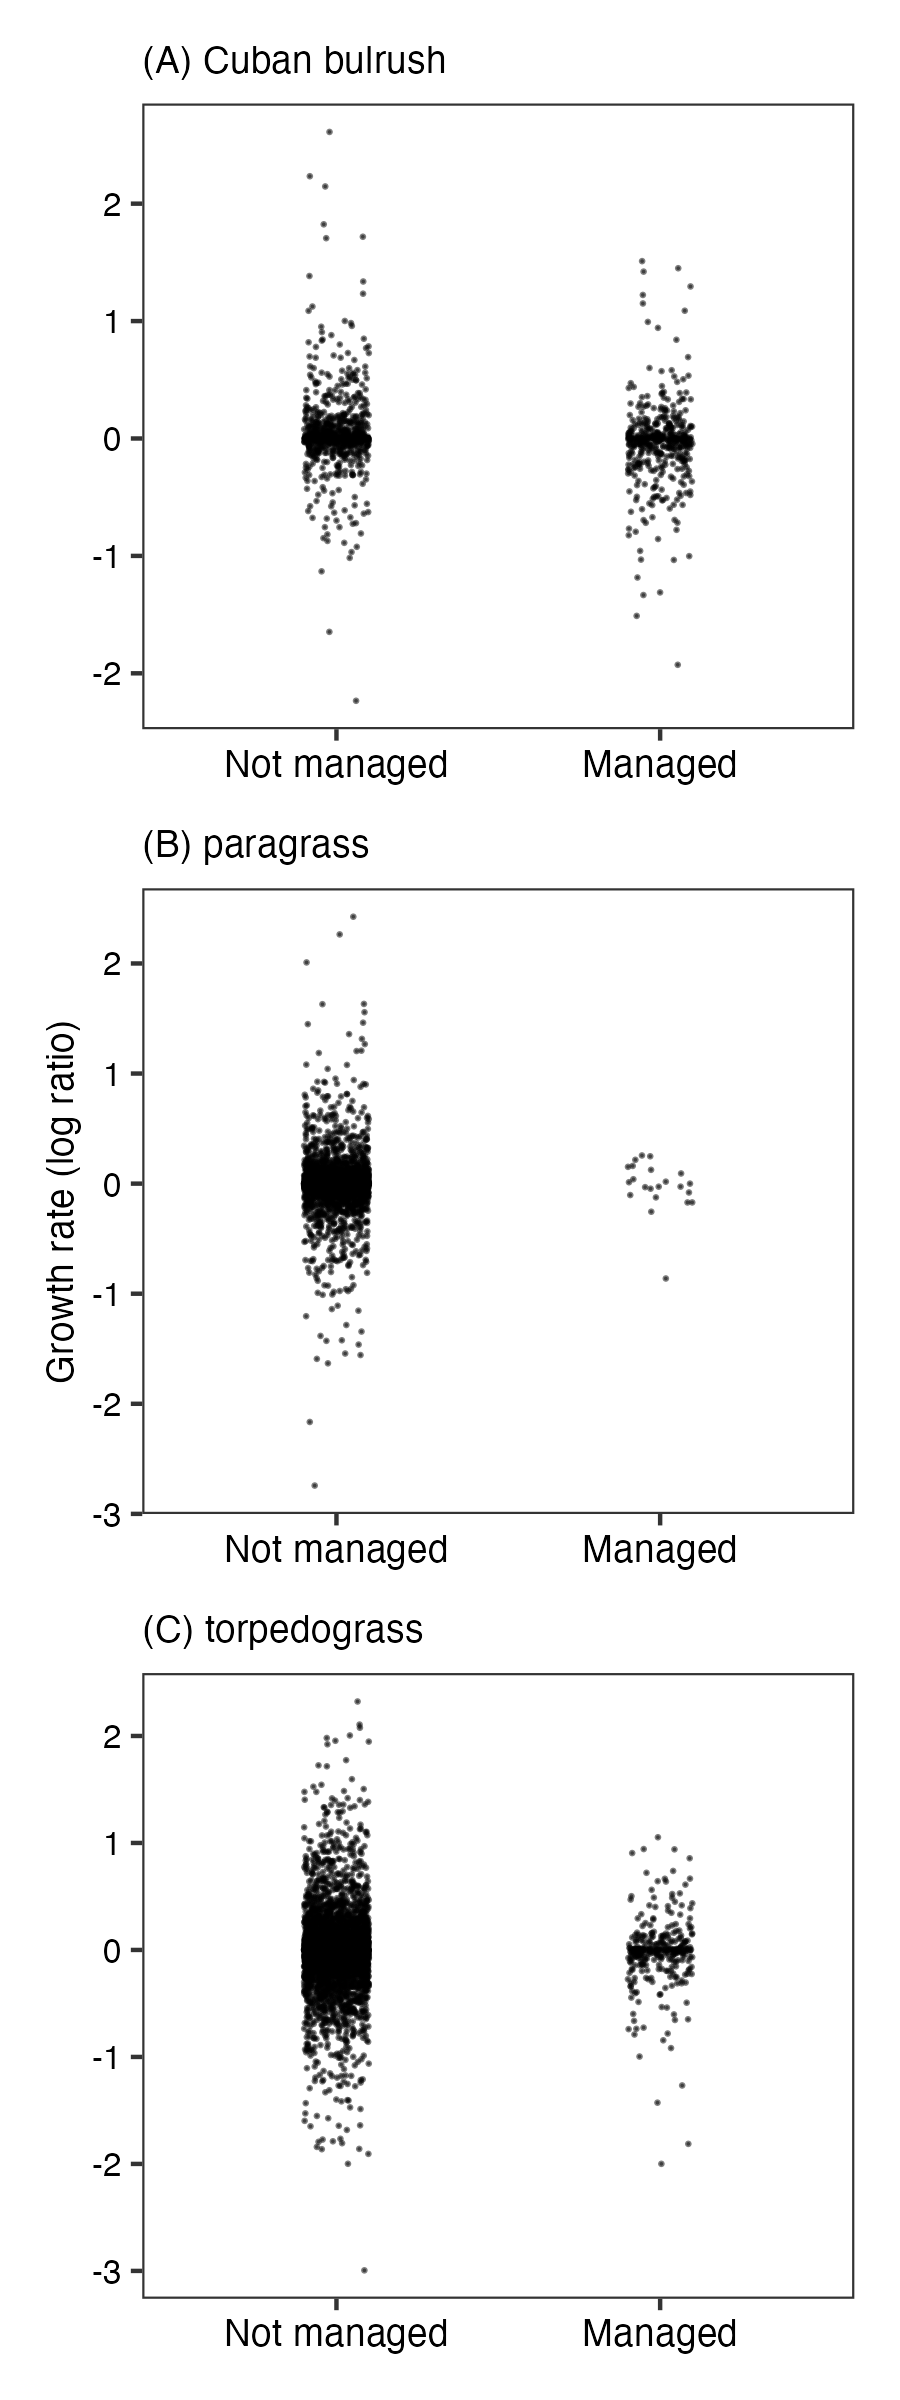 (A) Cuban bulrush
2
1
0
-1
-2
Not managed Managed
(B) paragrass
Growth rate (log ratio)
2
1
0
-1
-2
-3
Not managed Managed
(C) torpedograss
2
1
0
-1
-2
-3
Not managed Managed